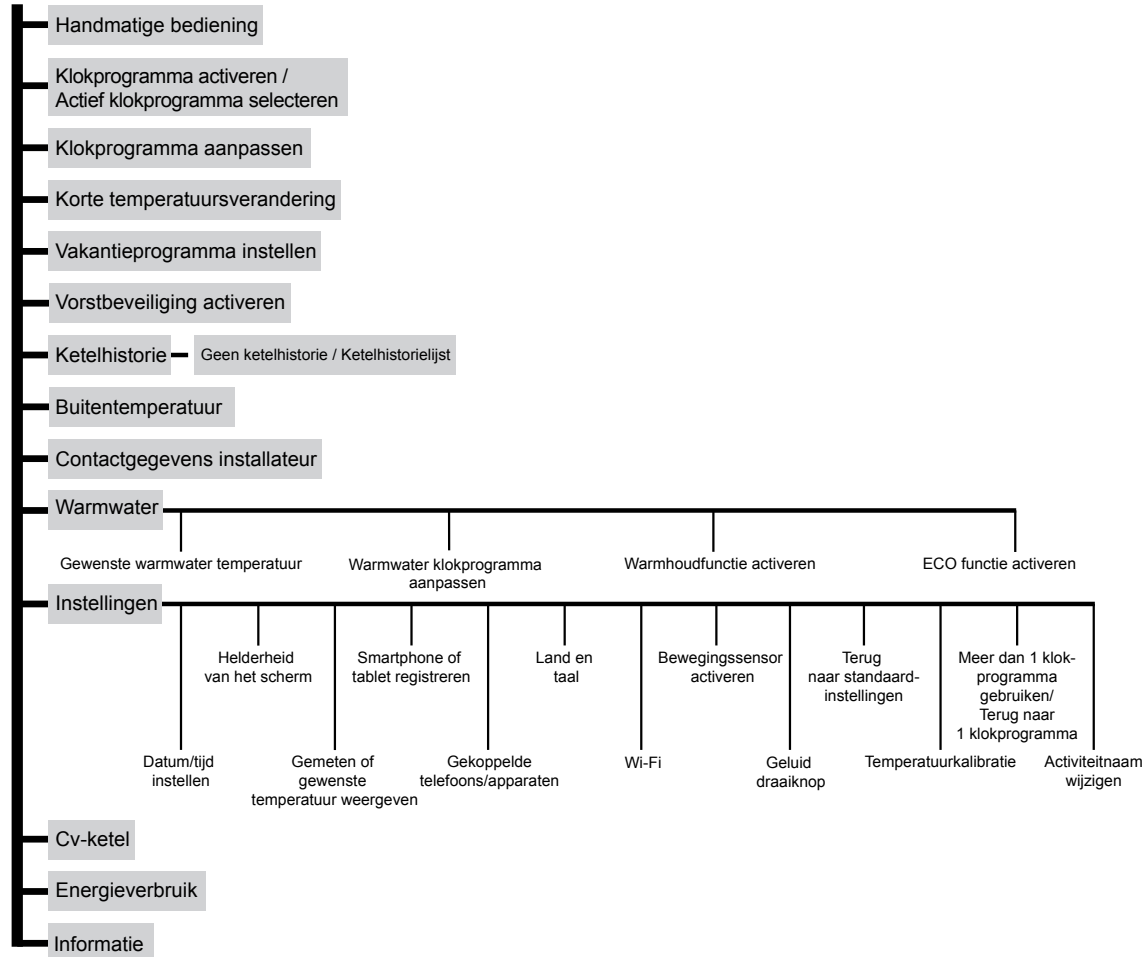 Handmatige bediening
Klokprogramma activeren /
Actief klokprogramma selecteren
Klokprogramma aanpassen
Korte temperatuursverandering
Vakantieprogramma instellen
Vorstbeveiliging activeren
Ketelhistorie
Geen ketelhistorie / Ketelhistorielijst
Buitentemperatuur
Contactgegevens installateur
Warmwater
Gewenste warmwater temperatuur
Warmwater klokprogramma
aanpassen
Warmhoudfunctie activeren
ECO functie activeren
Instellingen
Helderheid
van het scherm
Smartphone of
tablet registreren
Land en
taal
Bewegingssensor
activeren
Terug
naar standaard-
instellingen
Meer dan 1 klok-
programma
gebruiken/
Terug naar
1 klokprogramma
Datum/tijd
instellen
Gemeten of
gewenste
temperatuur weergeven
Gekoppelde
telefoons/apparaten
Wi-Fi
Geluid
draaiknop
Temperatuurkalibratie
Activiteitnaam
wijzigen
Cv-ketel
Energieverbruik
Informatie